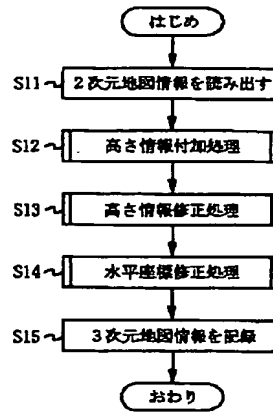 はじめ
S11 2次元地図情報を読み出す
S12 高さ情報付加処理
S13 高さ情報修正処理
S14 水平座標修正処理
S15 3次元地図情報を記録
おわり